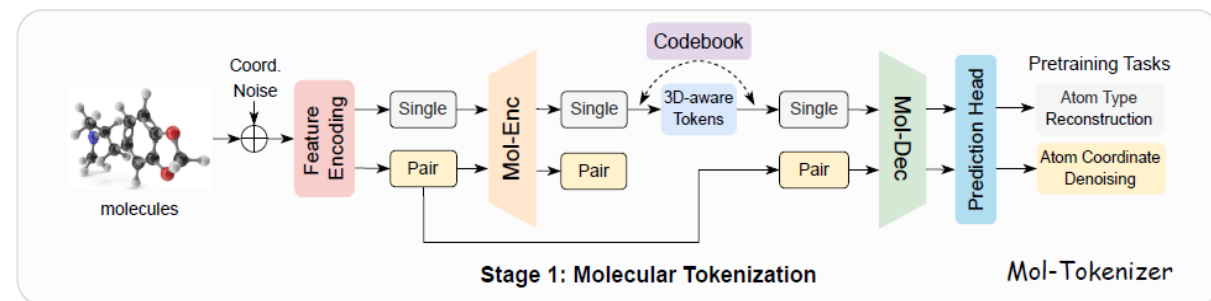 Coord.
Noise
molecules
Feature
Encoding
Single
Pair
Mol-Enc
Single
Pair
Codebook
3D-aware
Tokens
Single
Pair
Mol-Dec
Prediction Head
Pretraining Tasks
Atom Type
Reconstruction
Atom Coordinate
Denoising
Stage 1: Molecular Tokenization
Mol-Tokenizer